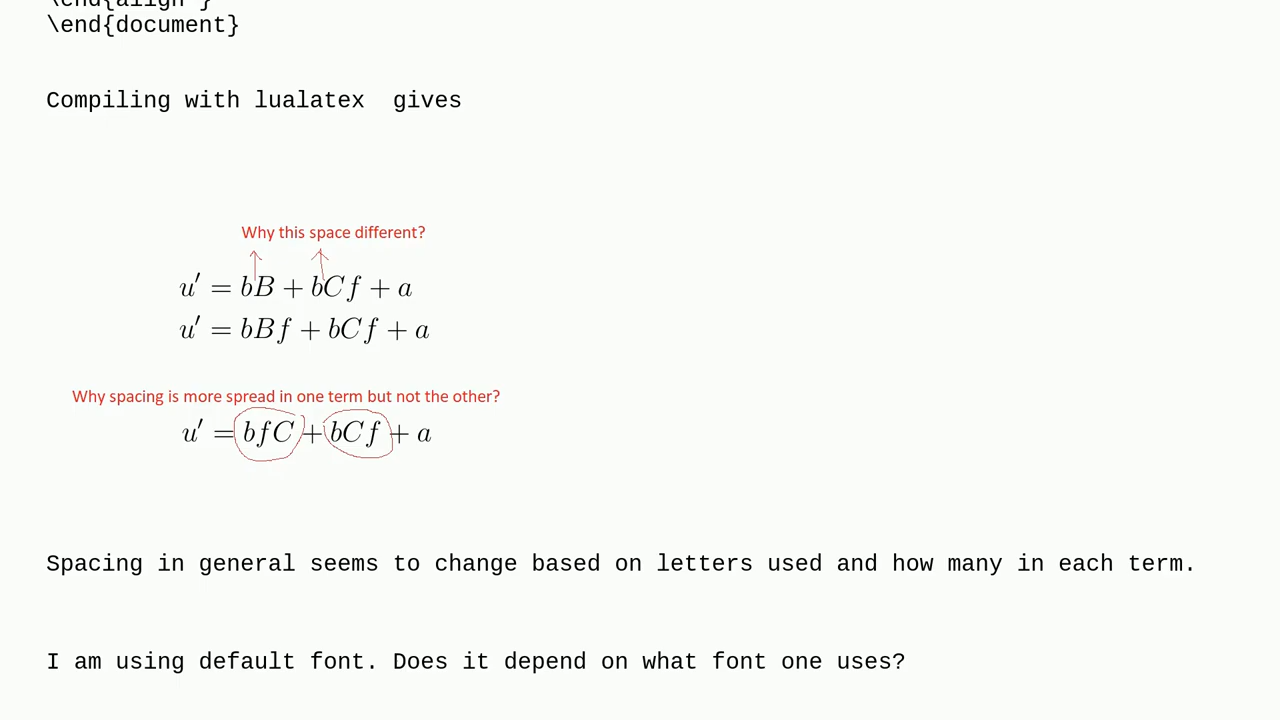 \end{align*}
\end{document}
Compiling with lualatex  gives
Why this space different?
u′ = bB + bCf + a
u′ = bBf + bCf + a
Why spacing is more spread in one term but not the other?
u′ = bfC + bCf + a
Spacing in general seems to change based on letters used and how many in each term.
I am using default font. Does it depend on what font one uses?